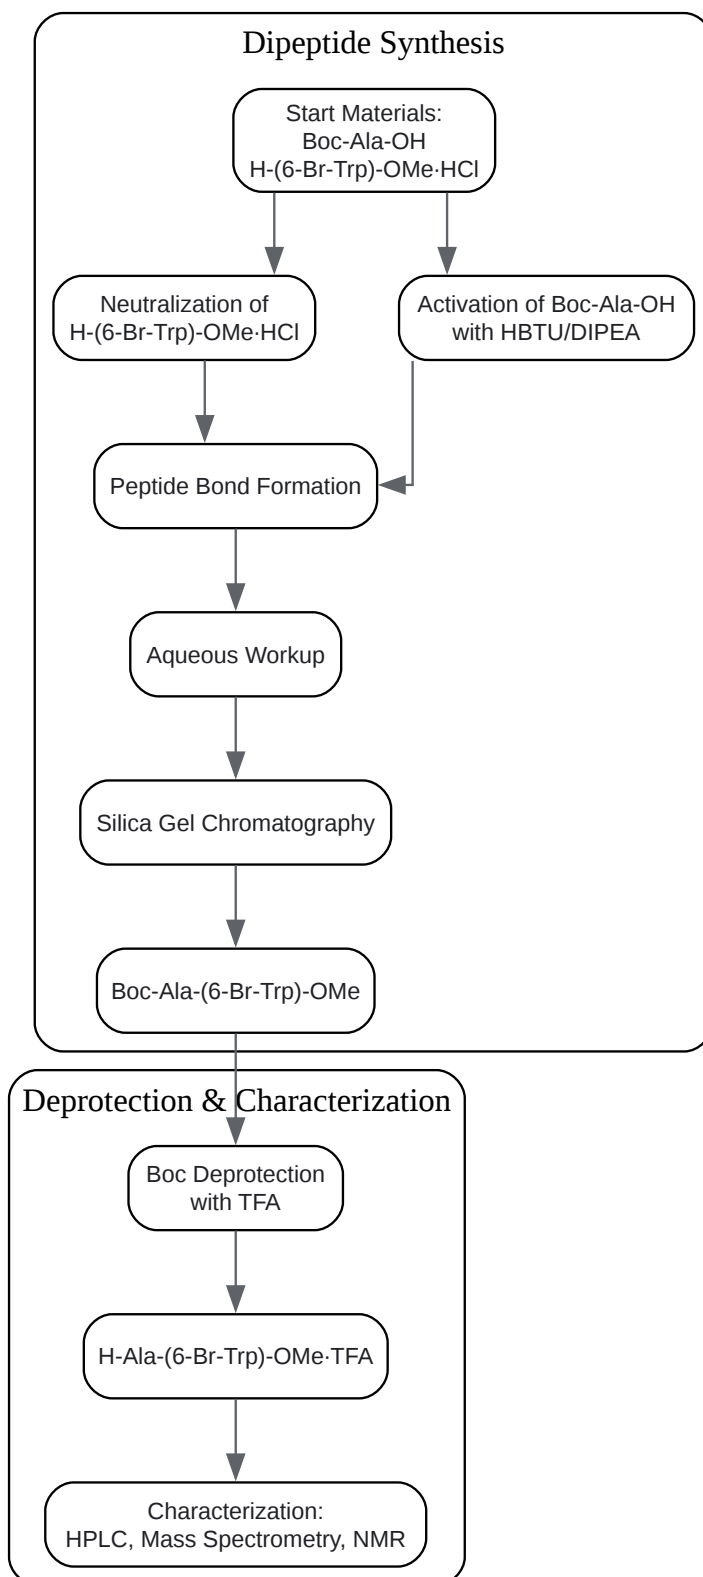 Dipeptide Synthesis
Start Materials:
Boc-Ala-OH
H-(6-Br-Trp)-OMe·HCl
Neutralization of
H-(6-Br-Trp)-OMe·HCl
Activation of Boc-Ala-OH
with HBTU/DIPEA
Peptide Bond Formation
Aqueous Workup
Silica Gel Chromatography
Boc-Ala-(6-Br-Trp)-OMe
Deprotection & Characterization
Boc Deprotection
with TFA
H-Ala-(6-Br-Trp)-OMe·TFA
Characterization:
HPLC, Mass Spectrometry, NMR